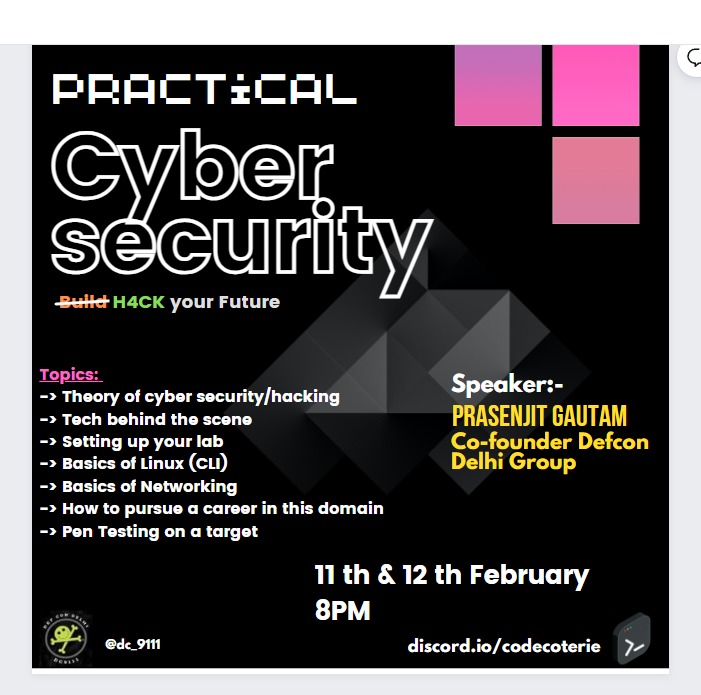 PRACTiCAL
Cyber
security
Build H4CK your Future
Topics:
-> Theory of cyber security/hacking
-> Tech behind the scene
-> Setting up your lab
-> Basics of Linux (CLI)
-> Basics of Networking
-> How to pursue a career in this domain
-> Pen Testing on a target
Speaker:-
PRASENJIT GAUTAM
Co-founder Defcon
Delhi Group
11 th & 12 th February
8PM
@dc_9111
discord.io/codecoterie